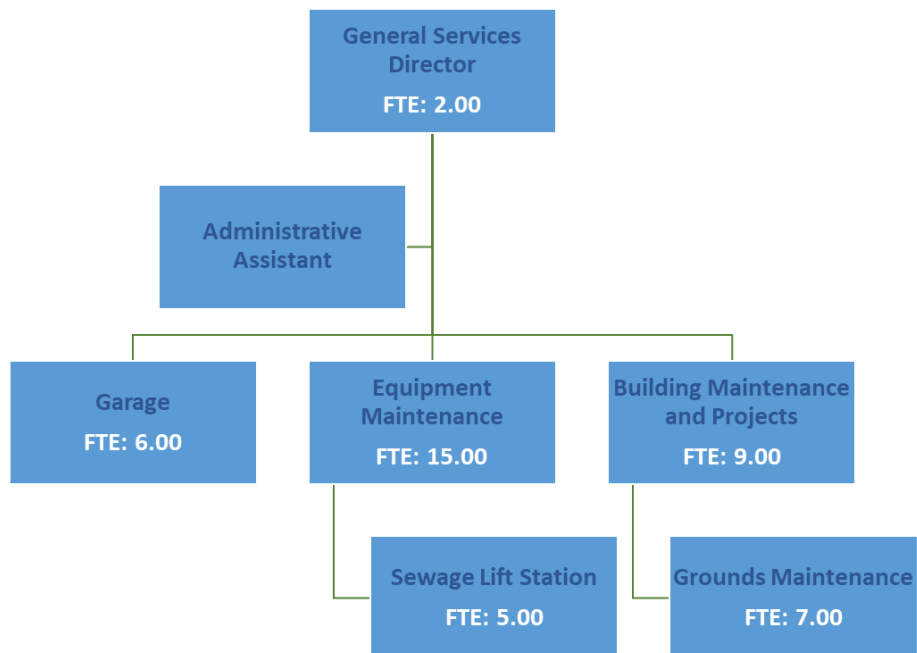 General Services
Director
FTE: 2.00
Administrative
Assistant
Garage
FTE: 6.00
Equipment
Maintenance
FTE: 15.00
Building Maintenance
and Projects
FTE: 9.00
Sewage Lift Station
FTE: 5.00
Grounds Maintenance
FTE: 7.00